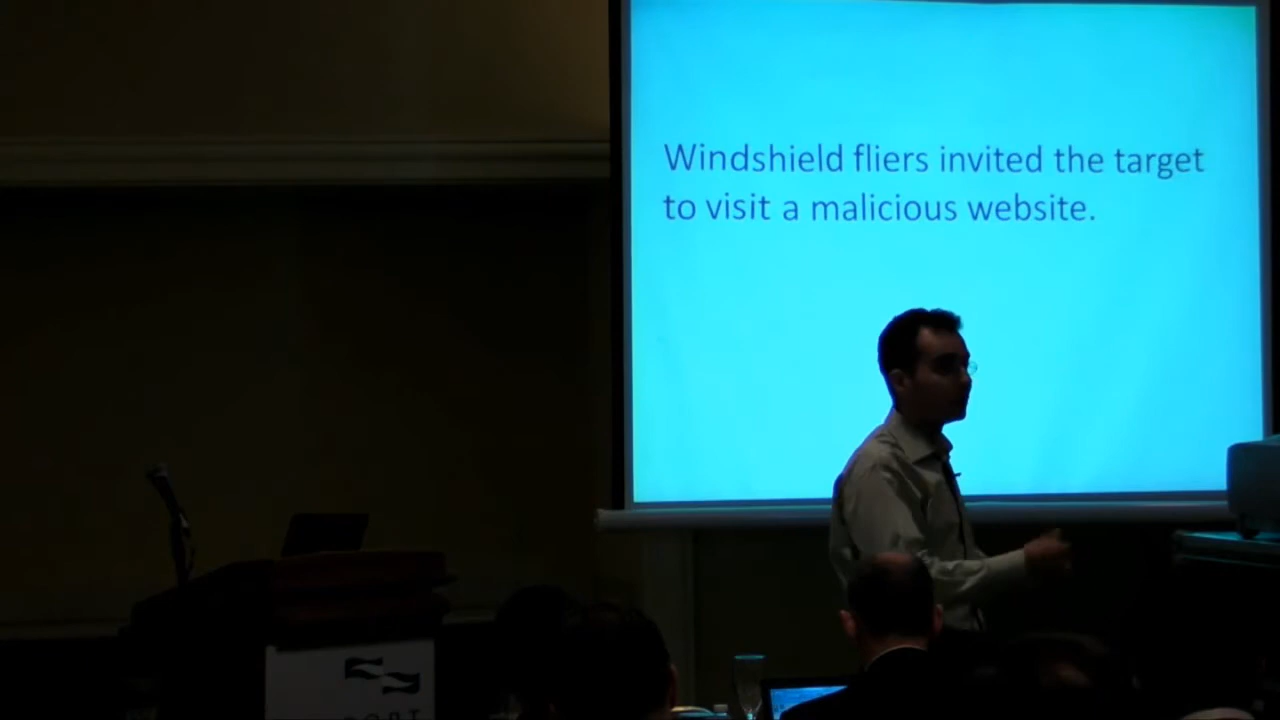 Windshield fliers invited the target
to visit a malicious website.